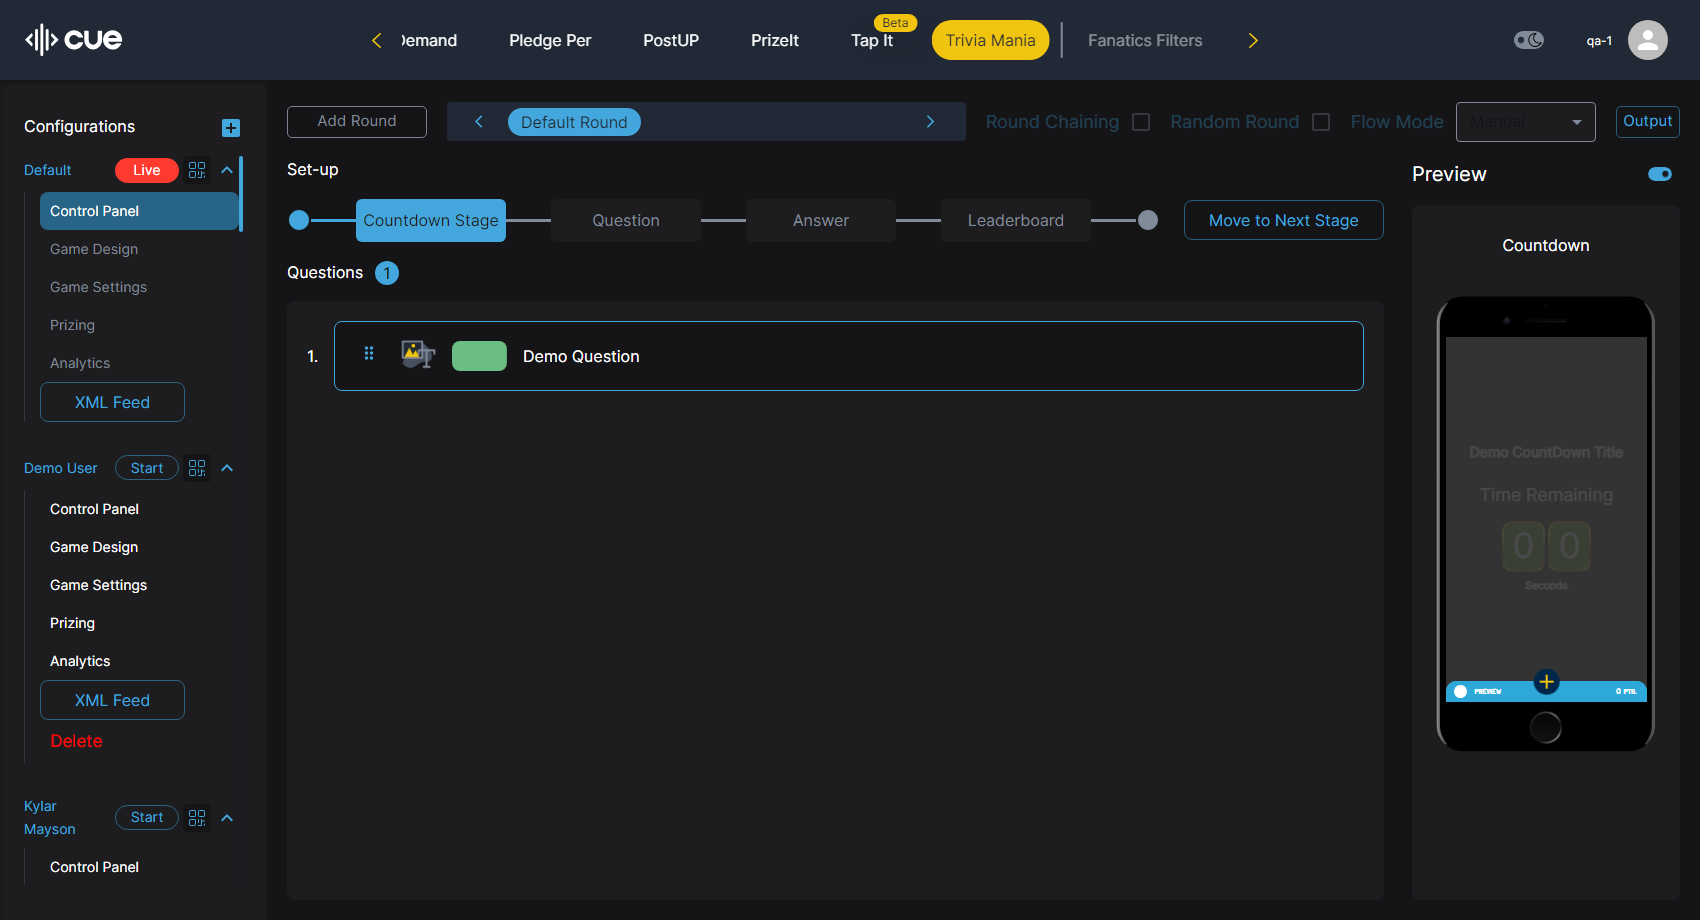 cue
Demand
Pledge Per
PostUP
PrizeIt
Tap It
Beta
Trivia Mania
Fanatics Filters
qa-1
Configurations
Default
Live
Control Panel
Game Design
Game Settings
Prizing
Analytics
XML Feed
Demo User
Start
Control Panel
Game Design
Game Settings
Prizing
Analytics
XML Feed
Delete
Kylar
Mayson
Start
Control Panel
Add Round
Default Round
Round Chaining
Random Round
Flow Mode
Manual
Output
Set-up
Countdown Stage
Question
Answer
Leaderboard
Move to Next Stage
Questions 1
1.
Demo Question
Preview
Countdown
Demo CountDown Title
Time Remaining
0 0
Seconds
PREVIEW
0 PTS.